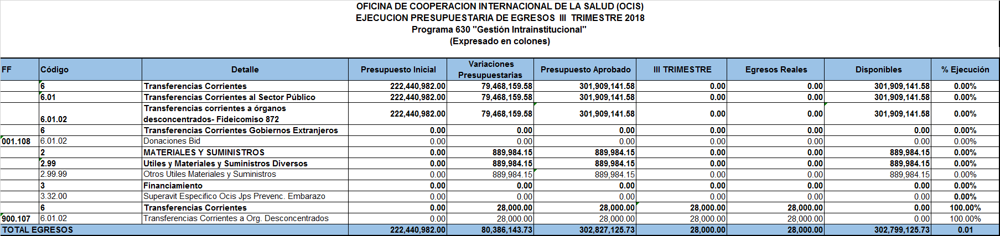 OFICINA DE COOPERACION INTERNACIONAL DE LA SALUD (OCIS)
EJECUCION PRESUPUESTARIA DE EGRESOS III TRIMESTRE 2018
Programa 630 "Gestión Intrainstitucional"
(Expresado en colones)
FF Código Detalle Presupuesto Inicial Variaciones Presupuestarias Presupuesto Aprobado III TRIMESTRE Egresos Reales Disponibles % Ejecución
6 Transferencias Corrientes 222,440,982.00 79,468,159.58 301,909,141.58 0.00 0.00 301,909,141.58 0.00%
6.01 Transferencias Corrientes al Sector Público 222,440,982.00 79,468,159.58 301,909,141.58 0.00 0.00 301,909,141.58 0.00%
6.01.02 Transferencias corrientes a órganos desconcentrados- Fideicomiso 872 222,440,982.00 79,468,159.58 301,909,141.58 0.00 0.00 301,909,141.58 0.00%
6 Transferencias Corrientes Gobiernos Extranjeros 0.00 0.00 0.00 0.00 0.00 0.00 0.00%
001.108 6.01.02 Donaciones Bid 0.00 0.00 0.00 0.00 0.00 0.00 0.00%
2 MATERIALES Y SUMINISTROS 0.00 889,984.15 889,984.15 0.00 0.00 889,984.15 0.00%
2.99 Utiles y Materiales y Suministros Diversos 0.00 889,984.15 889,984.15 0.00 0.00 889,984.15 0.00%
2.99.99 Otros Utiles Materiales y Suministros 0.00 889,984.15 889,984.15 0.00 0.00 889,984.15 0.00%
3 Financiamiento 0.00 0.00 0.00 0.00 0.00 0.00 0.00%
3.32.00 Superavit Especifico Ocis Jps Prevenc. Embarazo 0.00 0.00 0.00 0.00 0.00 0.00 0.00%
6 Transferencias Corrientes 0.00 28,000.00 28,000.00 28,000.00 28,000.00 0.00 100.00%
900.107 6.01.02 Transferencias Corrientes a Org. Desconcentrados 0.00 28,000.00 28,000.00 28,000.00 28,000.00 0.00 100.00%
TOTAL EGRESOS 222,440,982.00 80,386,143.73 302,827,125.73 28,000.00 28,000.00 302,799,125.73 0.01